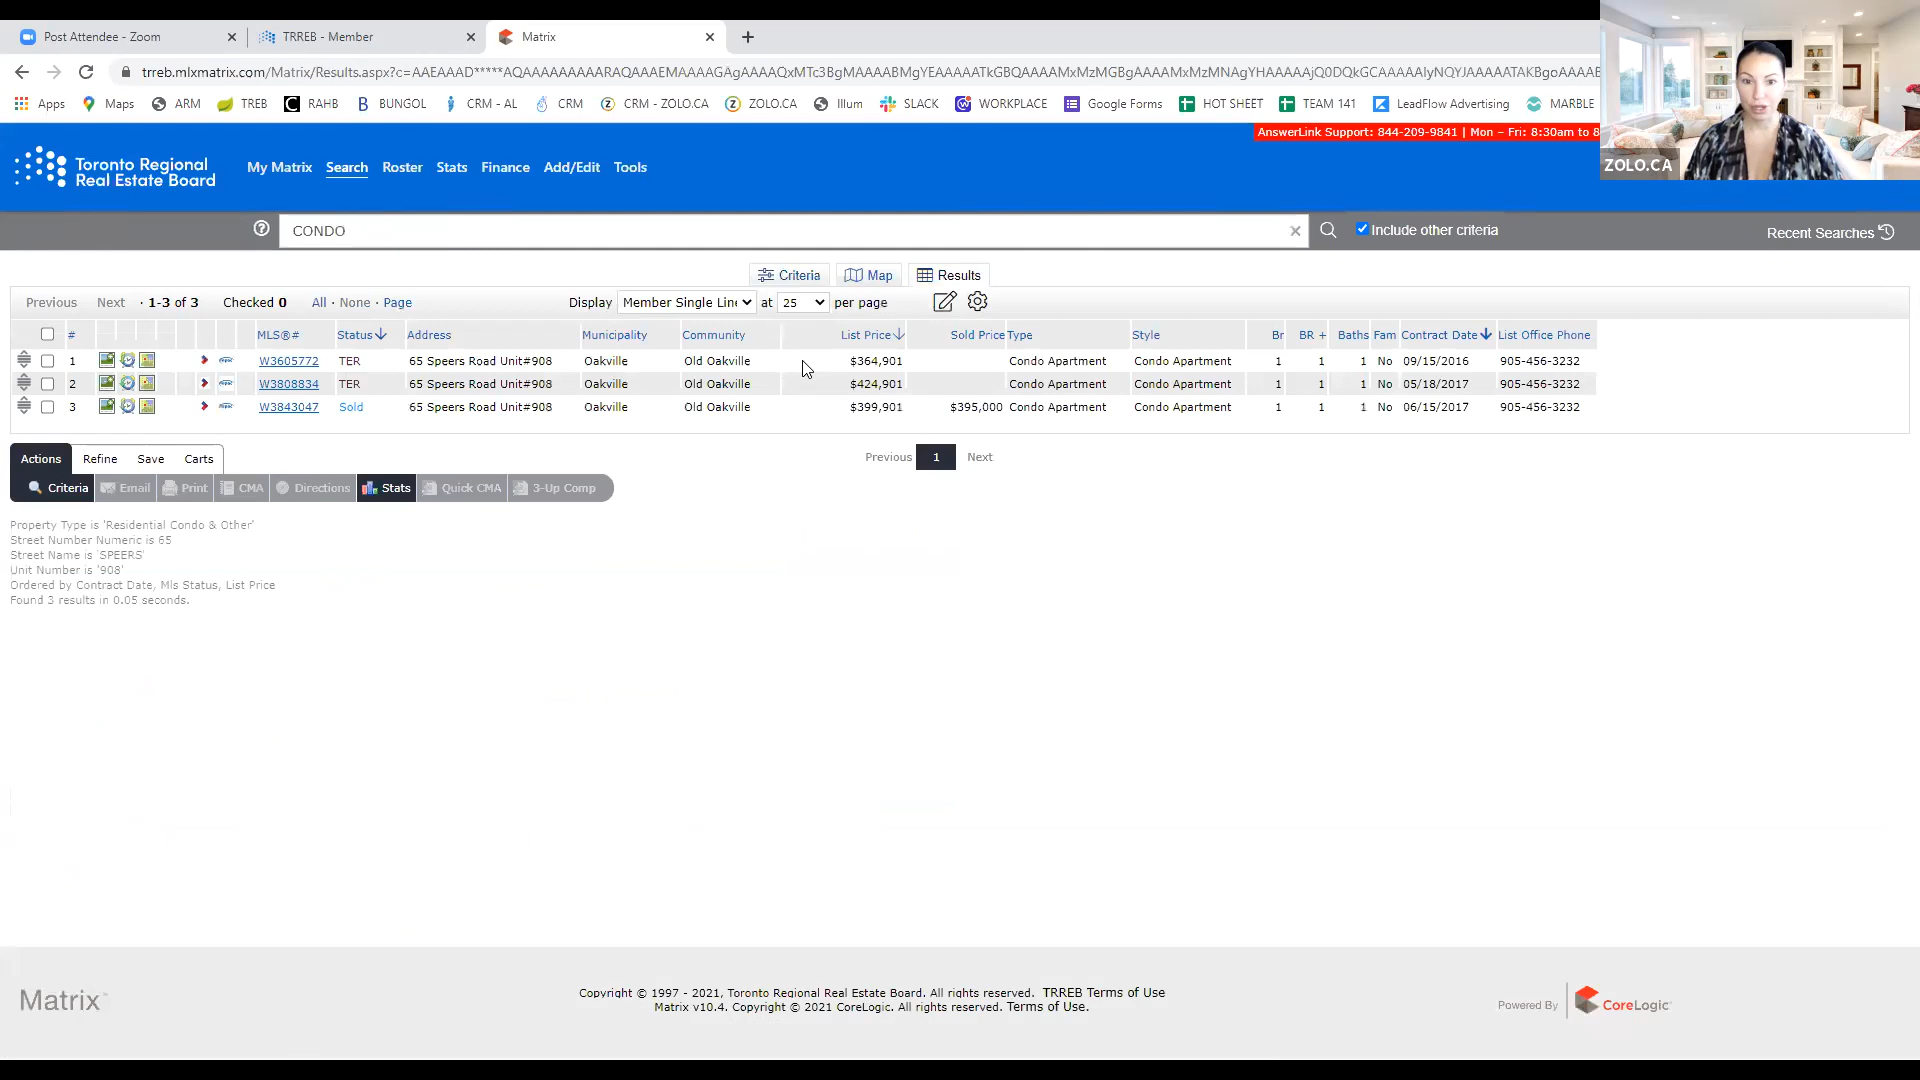 Post Attendee - Zoom
TRREB - Member
Matrix
trreb.mlxmatrix.com/Matrix/Results.aspx?c=AAEAAAD*****AQAAAAAAAAARAQAAAEMAAAAGAgAAAAQxMTc3BgMAAAABMgYEAAAAATkGBQAAAAMxMzMGBgAAAAMxMzMNAgYHAAAAAjQ0DQkGCAAAAAIyNQYJAAAAATAKBgoAAAAB
Apps Maps ARM TREB RAHB BUNGOL CRM - AL CRM CRM - ZOLO.CA ZOLO.CA Illum SLACK WORKPLACE Google Forms HOT SHEET TEAM 141 LeadFlow Advertising MARBLE
AnswerLink Support: 844-209-9841 | Mon – Fri: 8:30am to 8
ZOLO.CA
Toronto Regional
Real Estate Board
My Matrix Search Roster Stats Finance Add/Edit Tools
CONDO
Include other criteria
Recent Searches
Criteria Map Results
Previous Next · 1-3 of 3 Checked 0 All · None · Page Display Member Single Line at 25 per page
# MLS®# Status Address Municipality Community List Price Sold Price Type Style Br BR + Baths Fam Contract Date List Office Phone
1 W3605772 TER 65 Speers Road Unit#908 Oakville Old Oakville $364,901 Condo Apartment Condo Apartment 1 1 1 No 09/15/2016 905-456-3232
2 W3808834 TER 65 Speers Road Unit#908 Oakville Old Oakville $424,901 Condo Apartment Condo Apartment 1 1 1 No 05/18/2017 905-456-3232
3 W3843047 Sold 65 Speers Road Unit#908 Oakville Old Oakville $399,901 $395,000 Condo Apartment Condo Apartment 1 1 1 No 06/15/2017 905-456-3232
Actions Refine Save Carts
Previous 1 Next
Criteria Email Print CMA Directions Stats Quick CMA 3-Up Comp
Property Type is 'Residential Condo & Other'
Street Number Numeric is 65
Street Name is 'SPEERS'
Unit Number is '908'
Ordered by Contract Date, Mls Status, List Price
Found 3 results in 0.05 seconds.
Matrix™
Copyright © 1997 - 2021, Toronto Regional Real Estate Board. All rights reserved. TRREB Terms of Use
Matrix v10.4. Copyright © 2021 CoreLogic. All rights reserved. Terms of Use.
Powered By CoreLogic